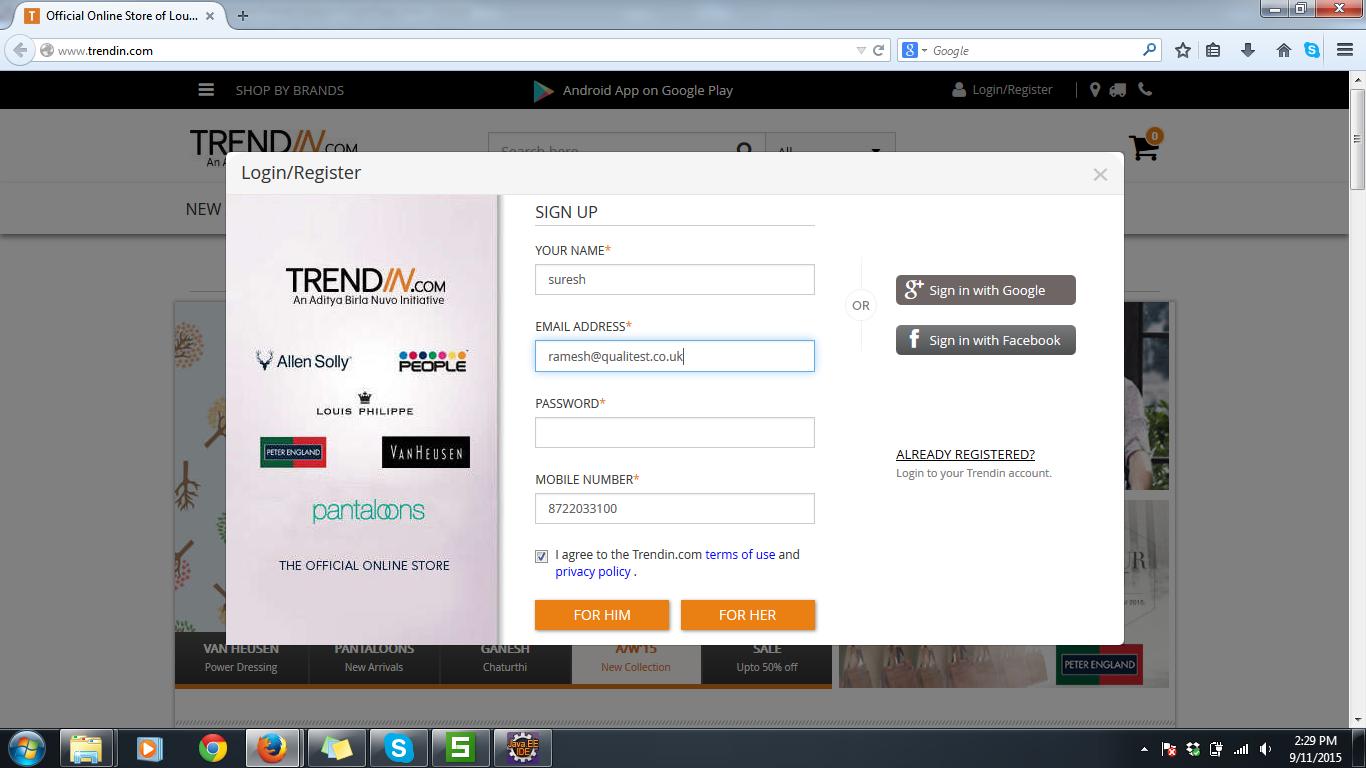 Official Online Store of Lou...
www.trendin.com
Google
SHOP BY BRANDS
Android App on Google Play
Login/Register
TRENDIN.COM
Search here
All
0
Login/Register
NEW
TRENDIN.COM
An Aditya Birla Nuvo Initiative
Allen Solly
PEOPLE
LOUIS PHILIPPE
PETER ENGLAND
VAN HEUSEN
pantaloons
THE OFFICIAL ONLINE STORE
SIGN UP
YOUR NAME*
suresh
EMAIL ADDRESS*
ramesh@qualitest.co.uk
PASSWORD*
MOBILE NUMBER*
8722033100
I agree to the Trendin.com terms of use and
privacy policy .
FOR HIM
FOR HER
OR
g+ Sign in with Google
f Sign in with Facebook
ALREADY REGISTERED?
Login to your Trendin account.
VAN HEUSEN
Power Dressing
PANTALOONS
New Arrivals
GANESH
Chaturthi
A/W'15
New Collection
SALE
Upto 50% off
PETER ENGLAND
Java EE
IDE
2:29 PM
9/11/2015